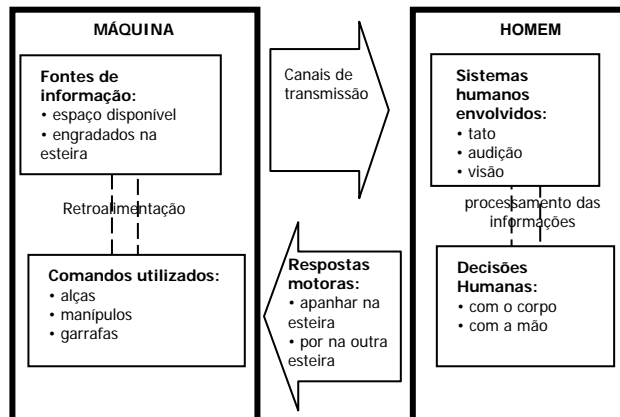 MÁQUINA
Fontes de
informação:
• espaço disponível
• engradados na
esteira
Retroalimentação
Comandos utilizados:
• alças
• manípulos
• garrafas
Canais de
transmissão
Respostas
motoras:
• apanhar na
esteira
• por na outra
esteira
HOMEM
Sistemas
humanos
envolvidos:
• tato
• audição
• visão
processamento das
informações
Decisões
Humanas:
• com o corpo
• com a mão